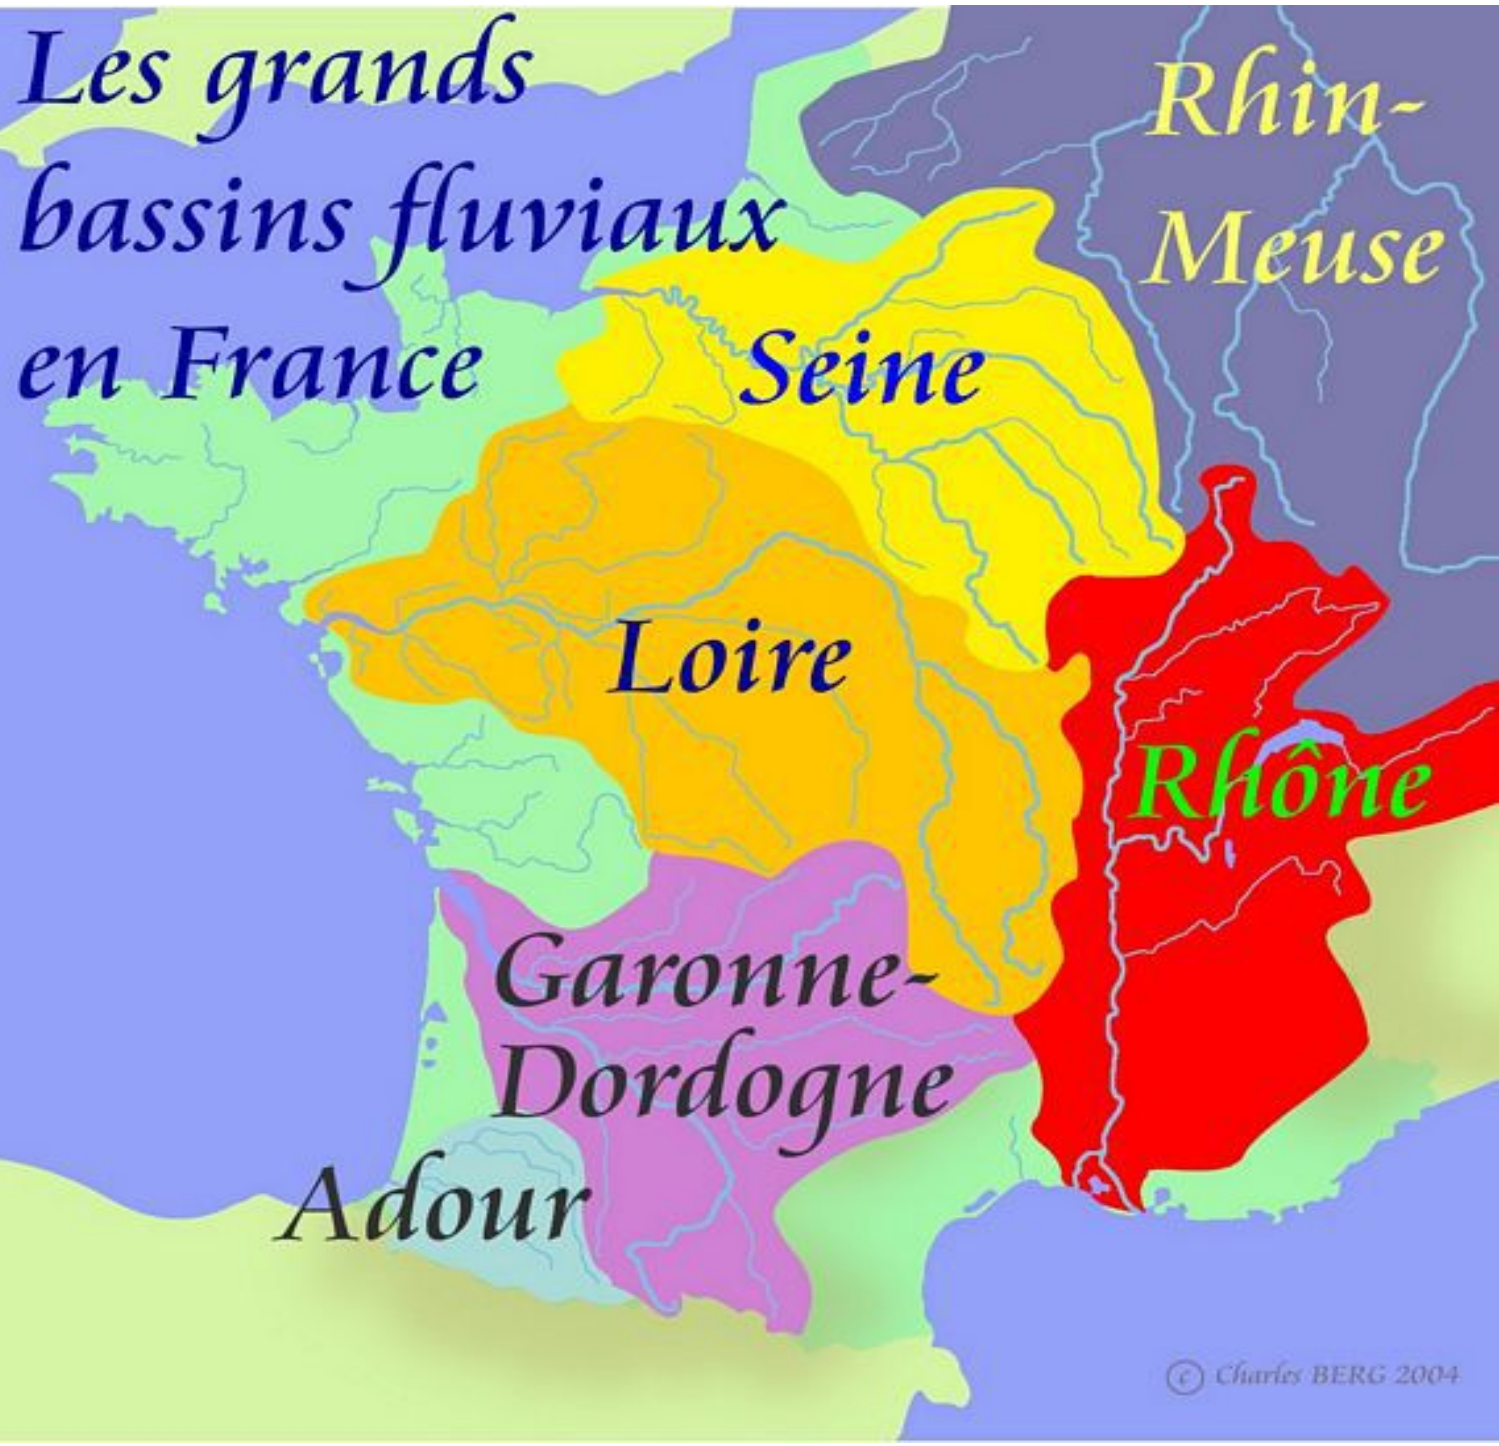 Les grands
bassins fluviaux
en France
Rhin-
Meuse
Seine
Loire
Rhône
Garonne-
Dordogne
Adour
© Charles BERG 2004